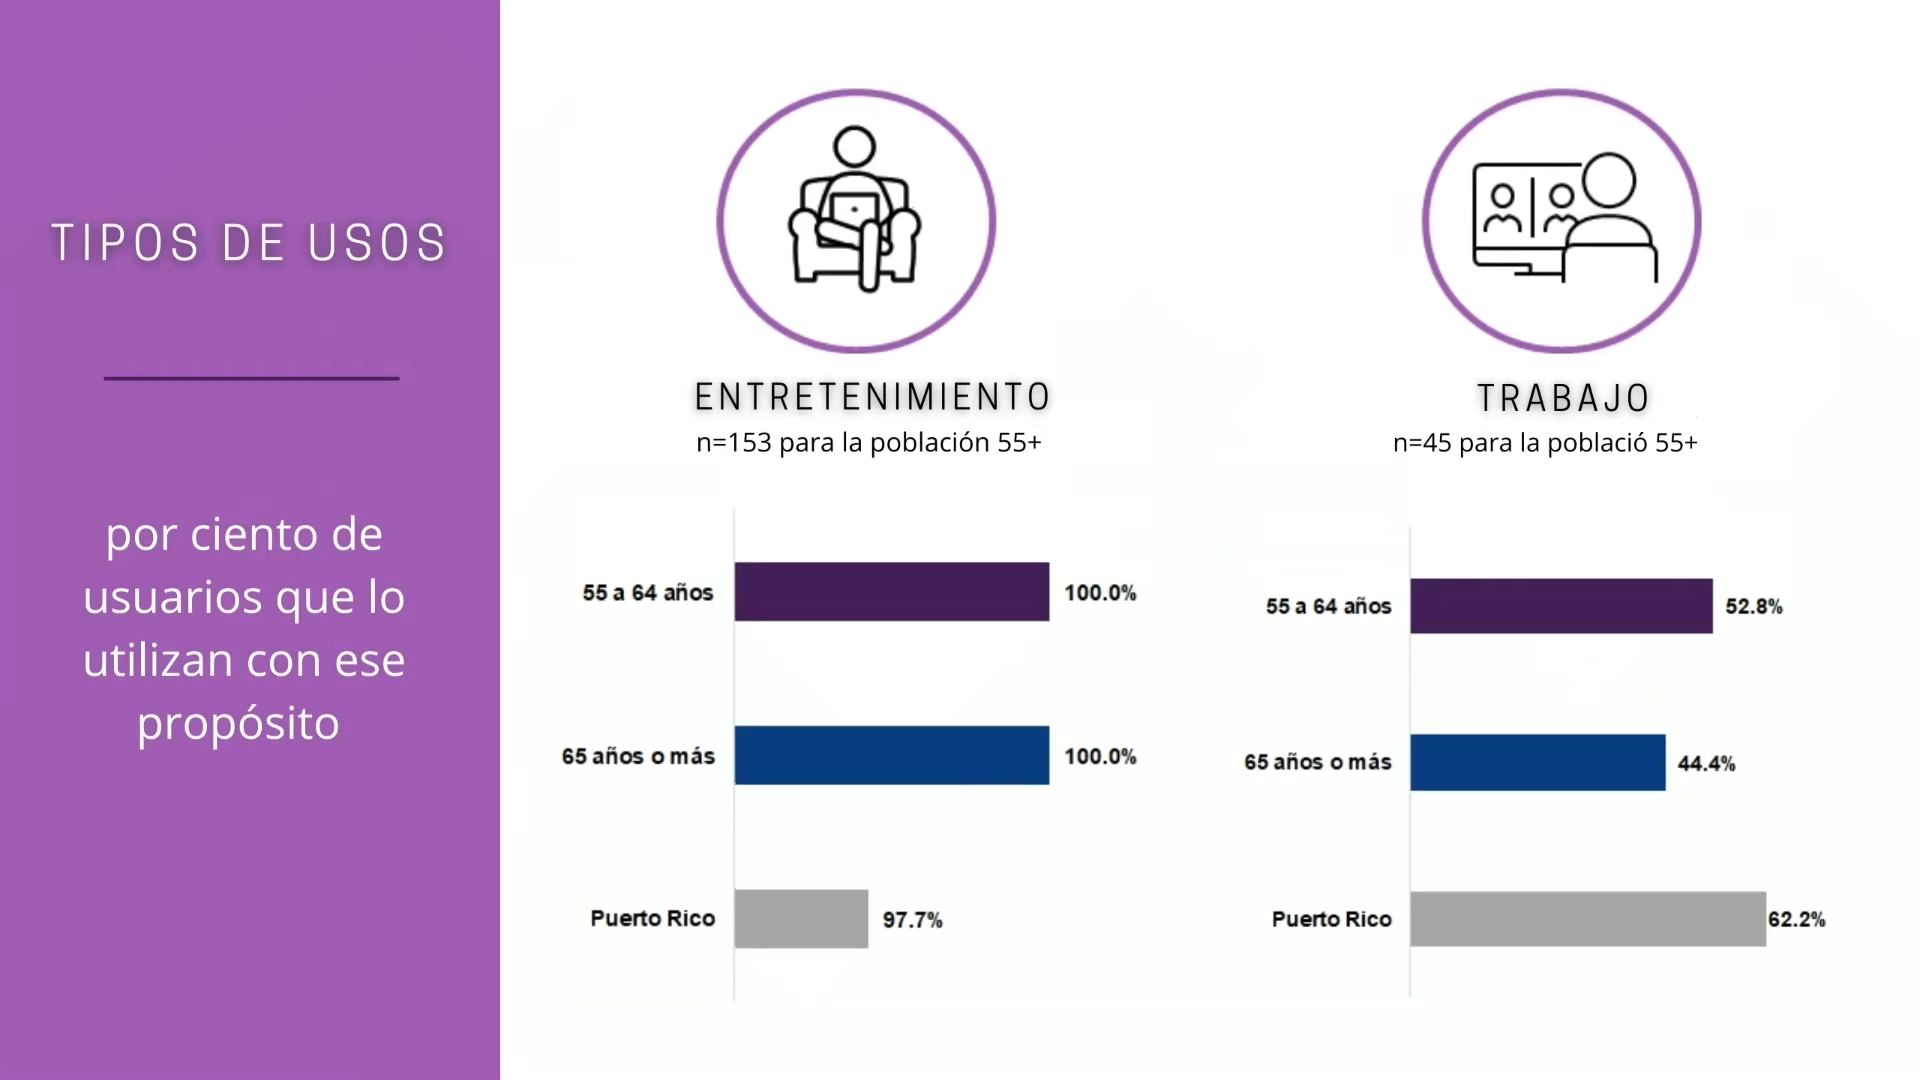 TIPOS DE USOS
por ciento de
usuarios que lo
utilizan con ese
propósito
ENTRETENIMIENTO
n=153 para la población 55+
55 a 64 años 100.0%
65 años o más 100.0%
Puerto Rico 97.7%
TRABAJO
n=45 para la població 55+
55 a 64 años 52.8%
65 años o más 44.4%
Puerto Rico 62.2%